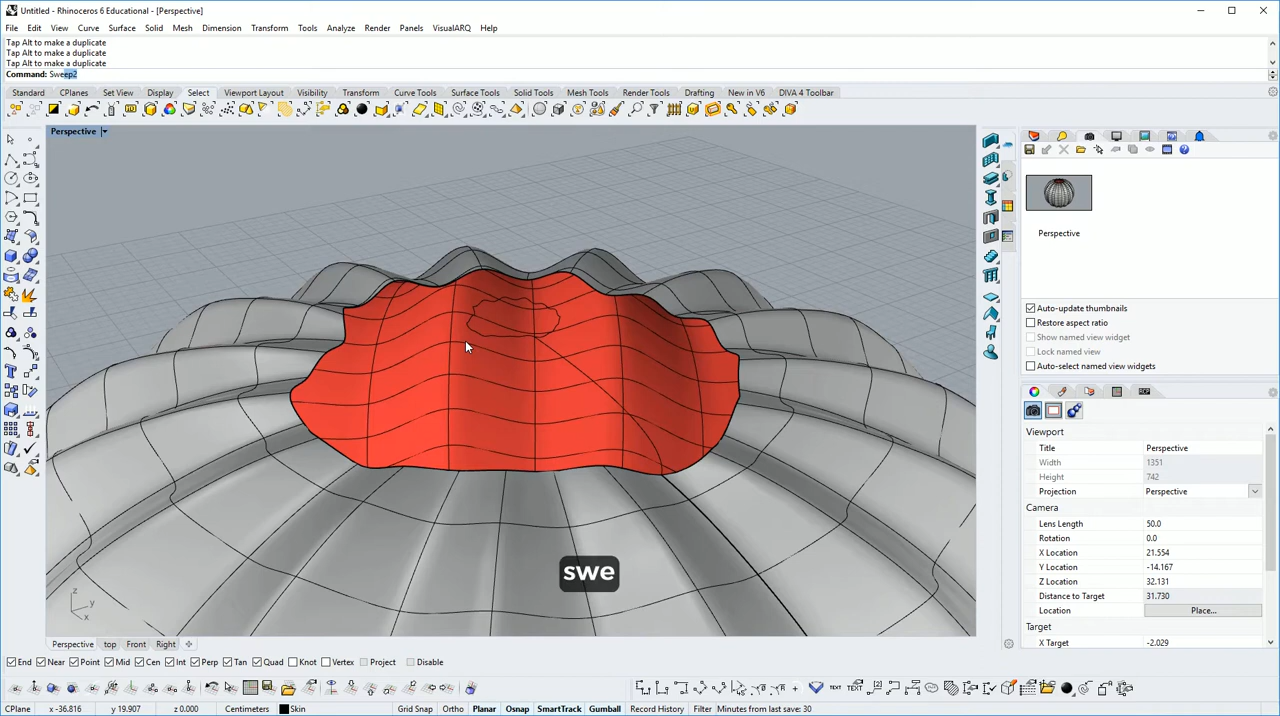 Untitled - Rhinoceros 6 Educational - [Perspective]
File Edit View Curve Surface Solid Mesh Dimension Transform Tools Analyze Render Panels VisualARQ Help
Tap Alt to make a duplicate
Tap Alt to make a duplicate
Tap Alt to make a duplicate
Command: Sweep2
Standard CPlanes Set View Display Select Viewport Layout Visibility Transform Curve Tools Surface Tools Solid Tools Mesh Tools Render Tools Drafting New in V6 DIVA 4 Toolbar
Perspective
Perspective
Auto-update thumbnails
Restore aspect ratio
Show named view widget
Lock named view
Auto-select named view widgets
Viewport
Title Perspective
Width 1351
Height 742
Projection Perspective
Camera
Lens Length 50.0
Rotation 0.0
X Location 21.554
Y Location -14.167
Z Location 32.131
Distance to Target 31.730
Location Place...
Target
X Target -2.029
swe
z
y
x
Perspective top Front Right
End Near Point Mid Cen Int Perp Tan Quad Knot Vertex Project Disable
TEXT TEXT
CPlane x -36.816 y 19.907 z 0.000 Centimeters Skin Grid Snap Ortho Planar Osnap SmartTrack Gumball Record History Filter Minutes from last save: 30